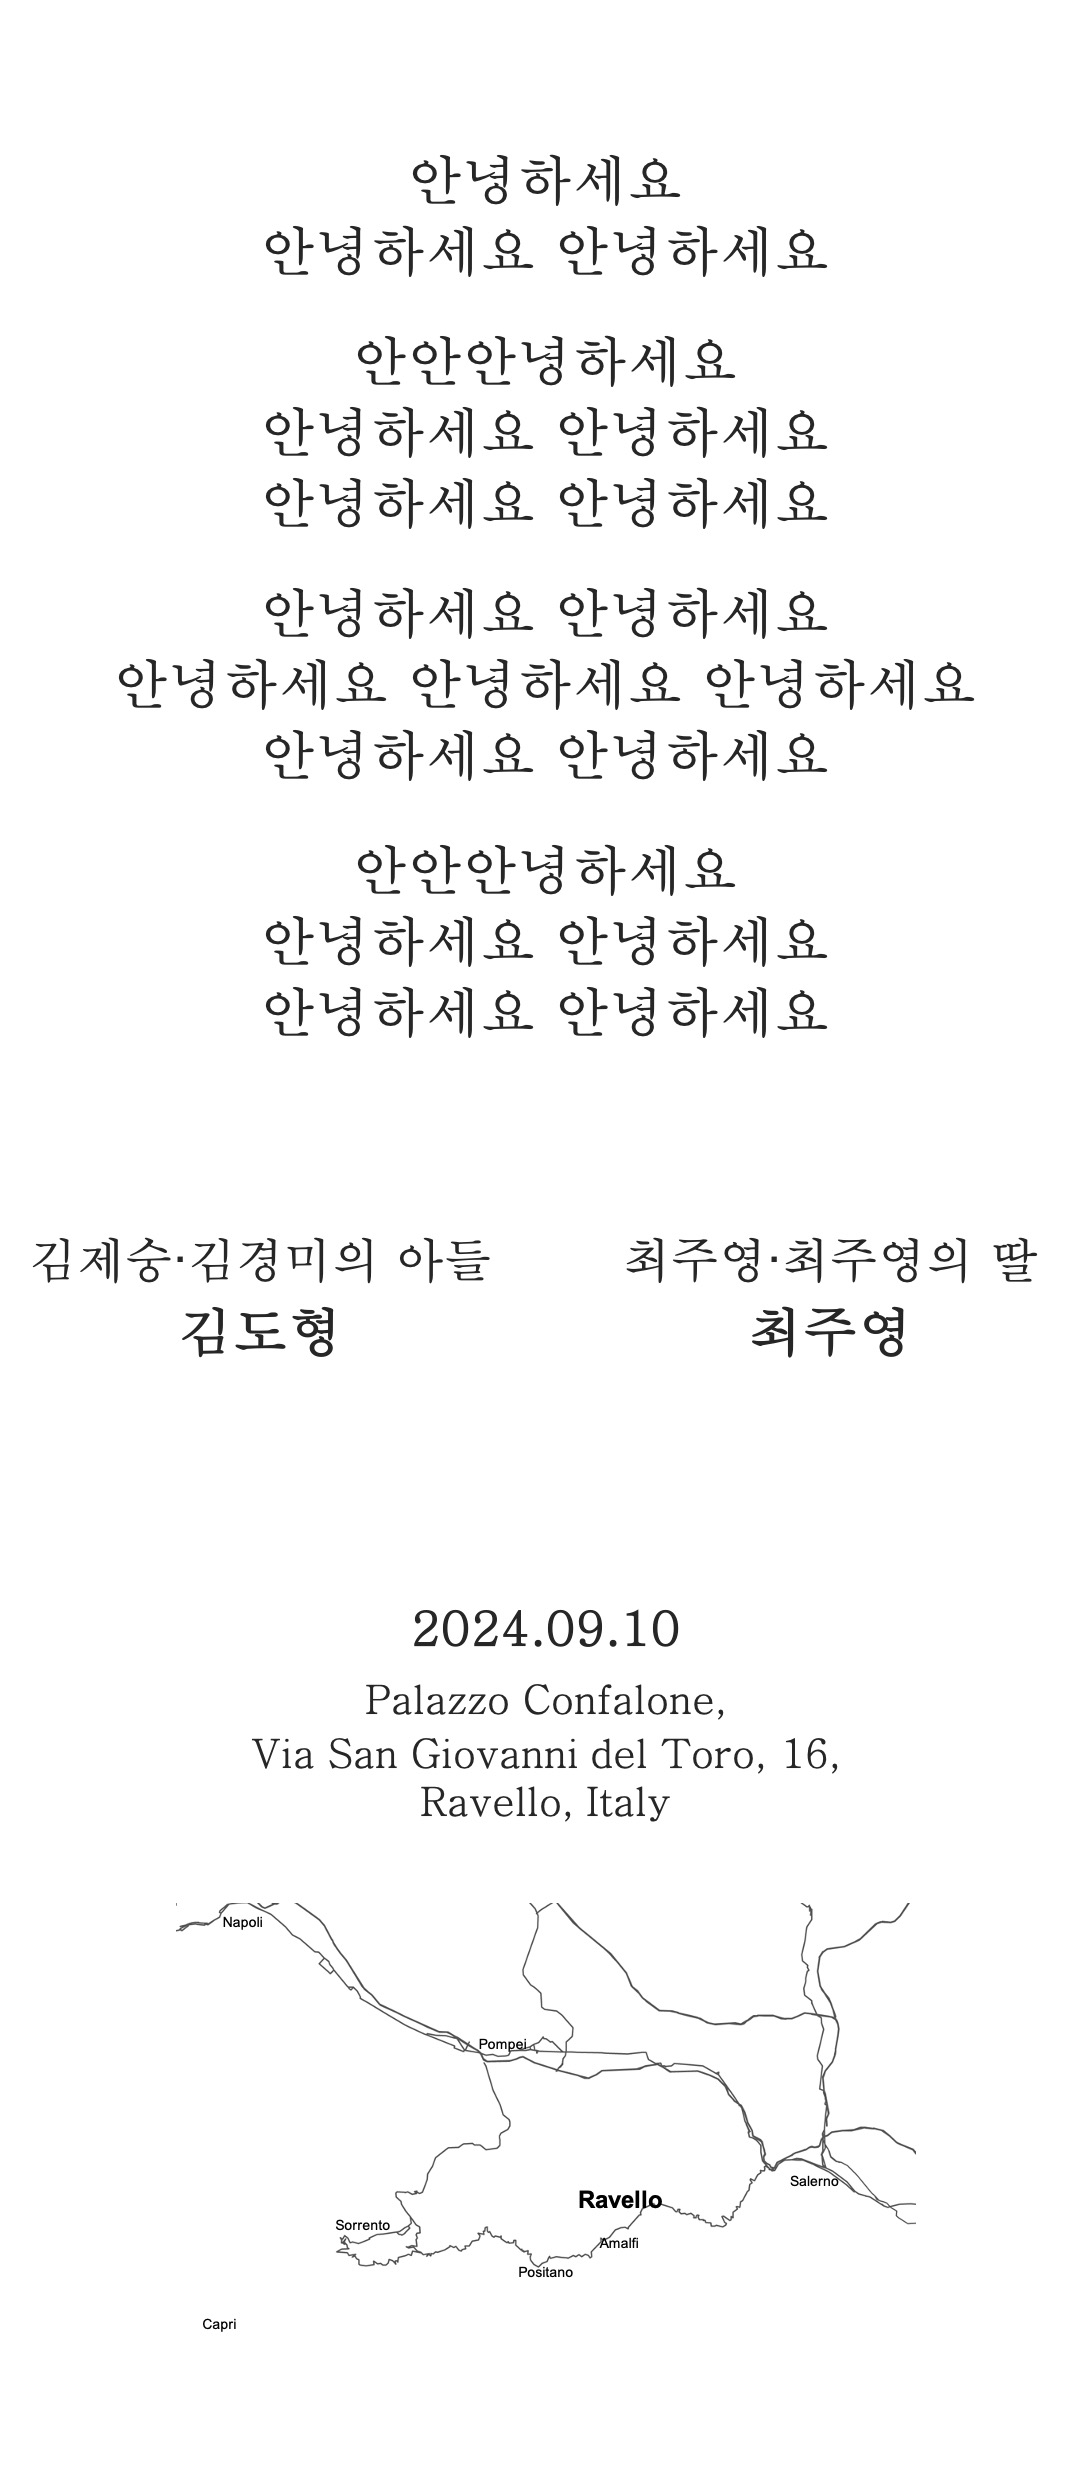 안녕하세요
안녕하세요 안녕하세요
안안안녕하세요
안녕하세요 안녕하세요
안녕하세요 안녕하세요
안녕하세요 안녕하세요
안녕하세요 안녕하세요 안녕하세요
안녕하세요 안녕하세요
안안안녕하세요
안녕하세요 안녕하세요
안녕하세요 안녕하세요
김제숭·김경미의 아들
김도형
최주영·최주영의 딸
최주영
2024.09.10
Palazzo Confalone,
Via San Giovanni del Toro, 16,
Ravello, Italy
Napoli
Pompei
Salerno
Ravello
Sorrento
Amalfi
Positano
Capri